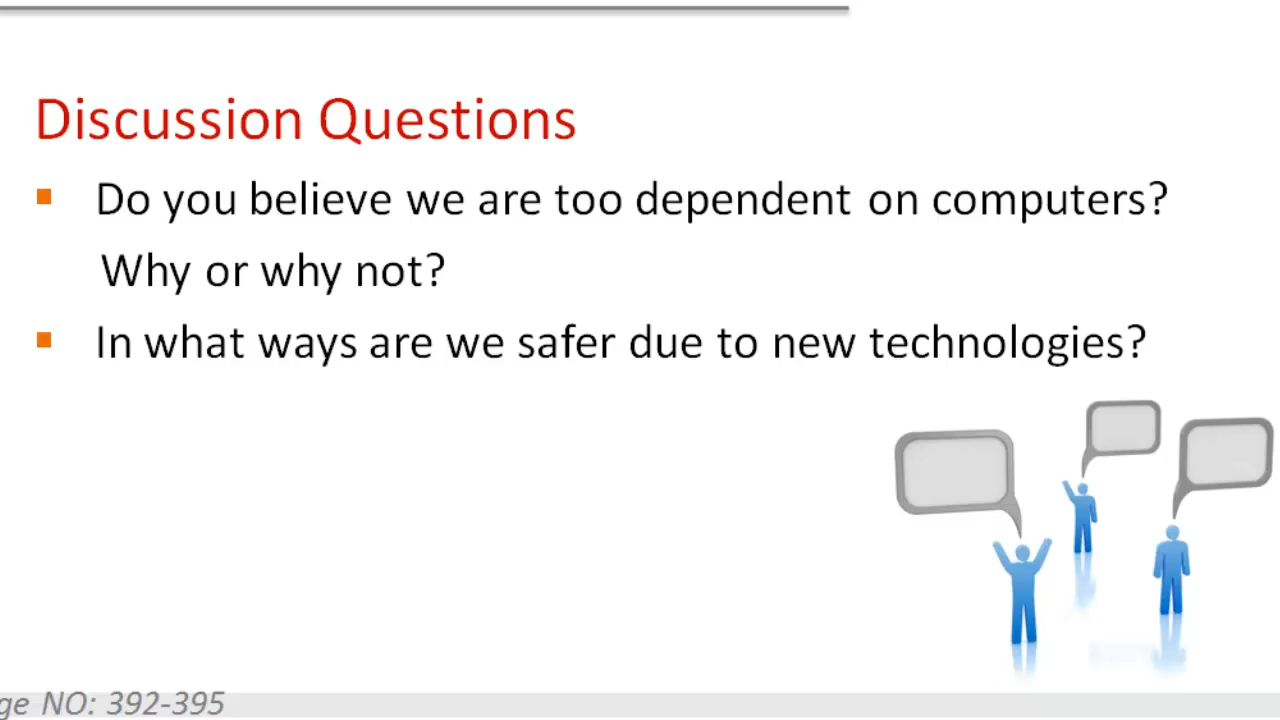 Discussion Questions
Do you believe we are too dependent on computers?
Why or why not?
In what ways are we safer due to new technologies?
ge NO: 392-395